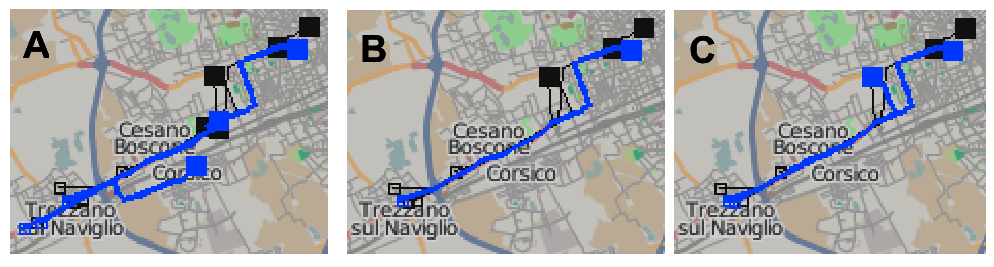 A
Cesano
Boscone
Corsico
Trezzano
sul Naviglio
B
Cesano
Boscone
Corsico
Trezzano
sul Naviglio
C
Cesano
Boscone
Corsico
Trezzano
sul Naviglio